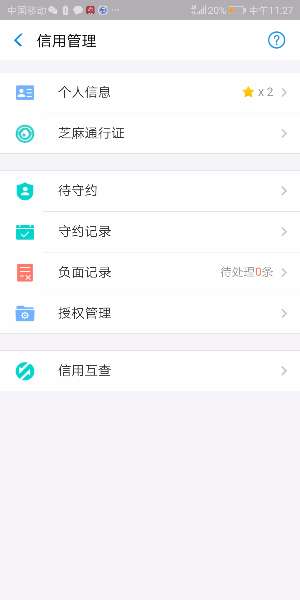 中国移动 20% 中午11:27
信用管理
个人信息 x 2
芝麻通行证
待守约
守约记录
负面记录 待处理0条
授权管理
信用互查